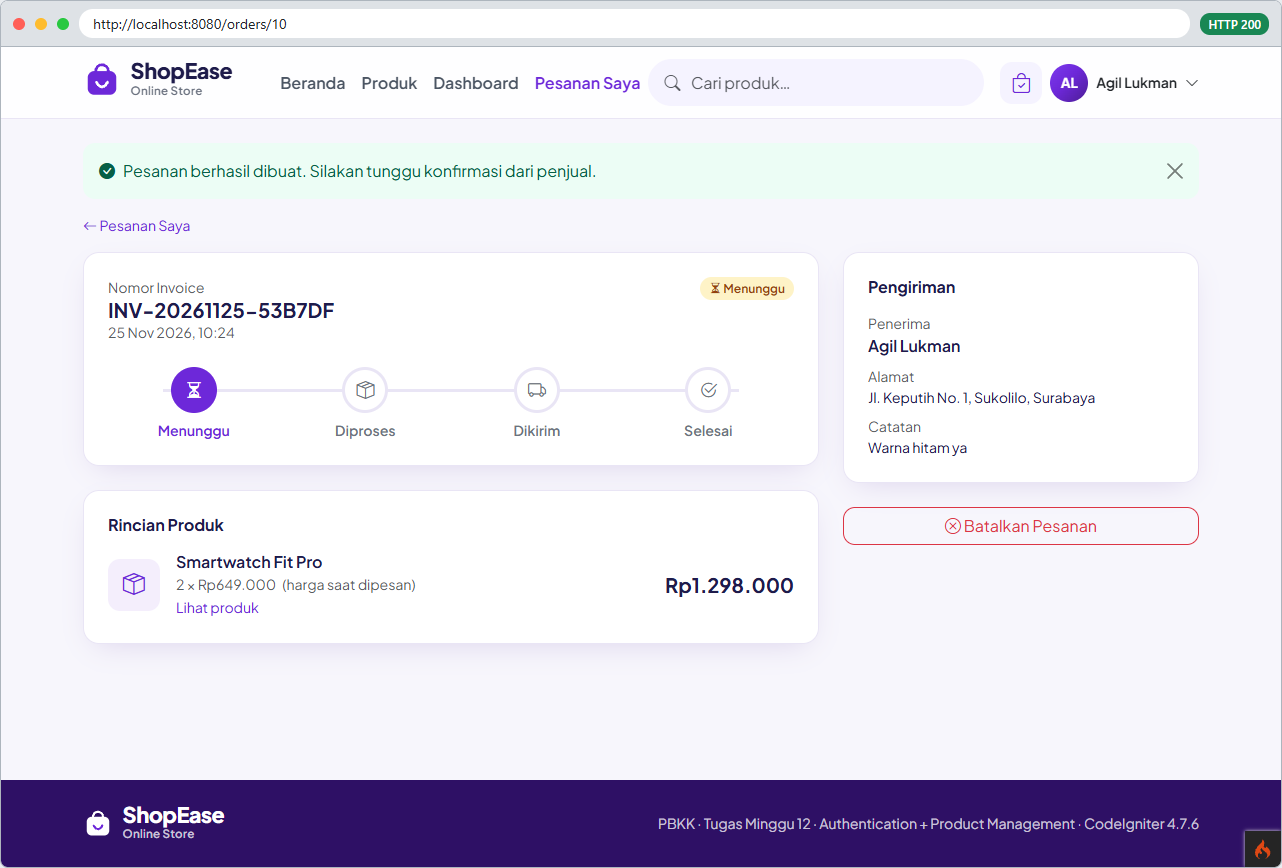 http://localhost:8080/orders/10
HTTP 200
ShopEase
Online Store
Beranda
Produk
Dashboard
Pesanan Saya
Cari produk...
AL
Agil Lukman
Pesanan berhasil dibuat. Silakan tunggu konfirmasi dari penjual.
← Pesanan Saya
Nomor Invoice
Menunggu
INV-20261125-53B7DF
25 Nov 2026, 10:24
Menunggu
Diproses
Dikirim
Selesai
Rincian Produk
Smartwatch Fit Pro
2 × Rp649.000 (harga saat dipesan)
Lihat produk
Rp1.298.000
Pengiriman
Penerima
Agil Lukman
Alamat
Jl. Keputih No. 1, Sukolilo, Surabaya
Catatan
Warna hitam ya
Batalkan Pesanan
ShopEase
Online Store
PBKK · Tugas Minggu 12 · Authentication + Product Management · CodeIgniter 4.7.6